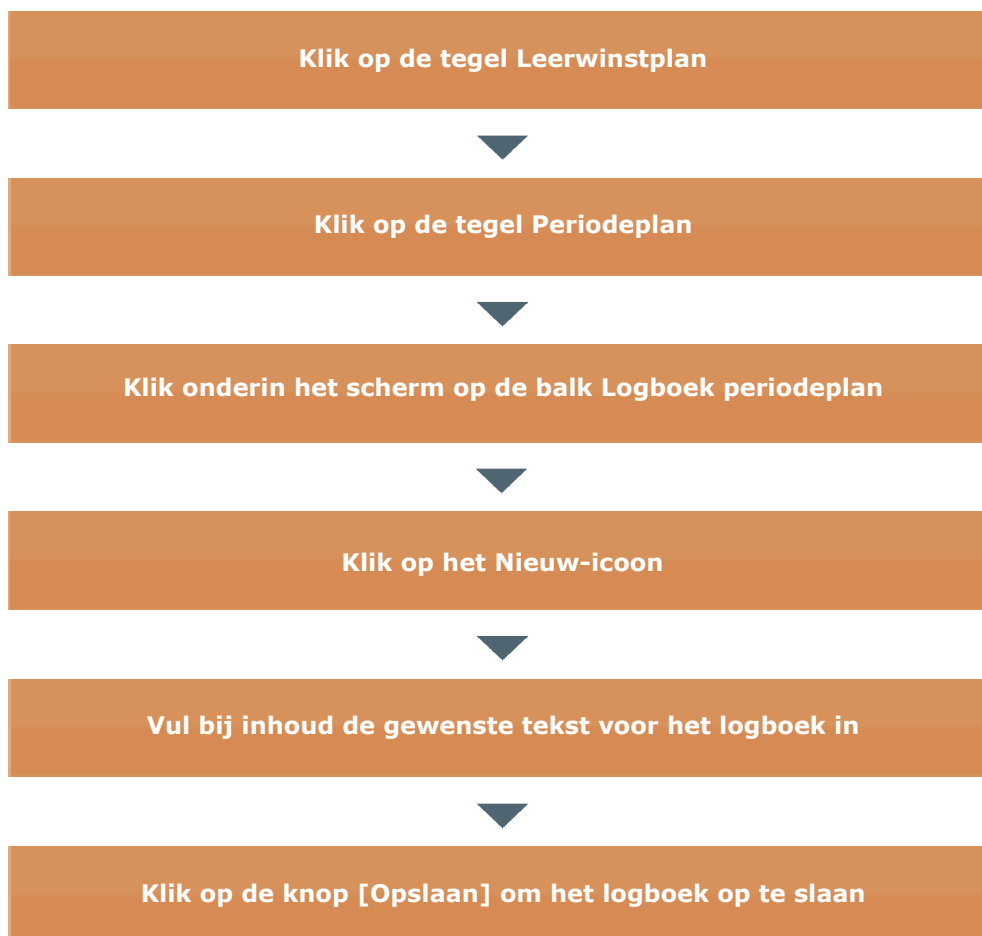 Klik op de tegel Leerwinstplan
Klik op de tegel Periodeplan
Klik onderin het scherm op de balk Logboek periodeplan
Klik op het Nieuw-icoon
Vul bij inhoud de gewenste tekst voor het logboek in
Klik op de knop [Opslaan] om het logboek op te slaan